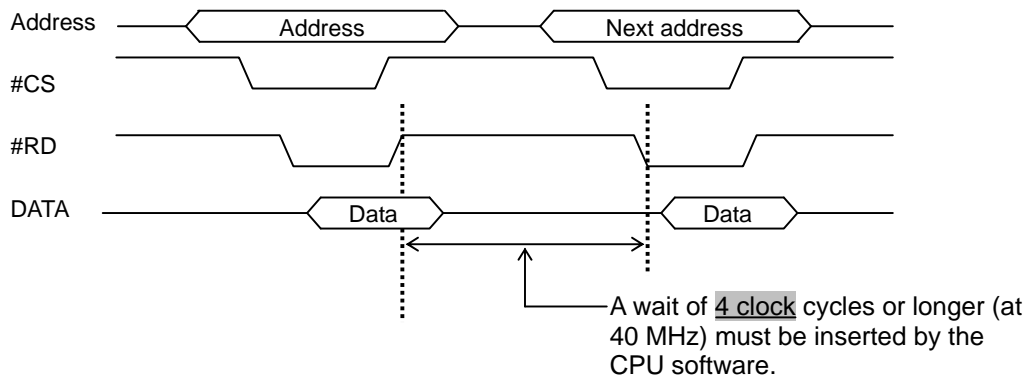 Address
Address
Next address
#CS
#RD
DATA
Data
Data
A wait of 4 clock cycles or longer (at
40 MHz) must be inserted by the
CPU software.